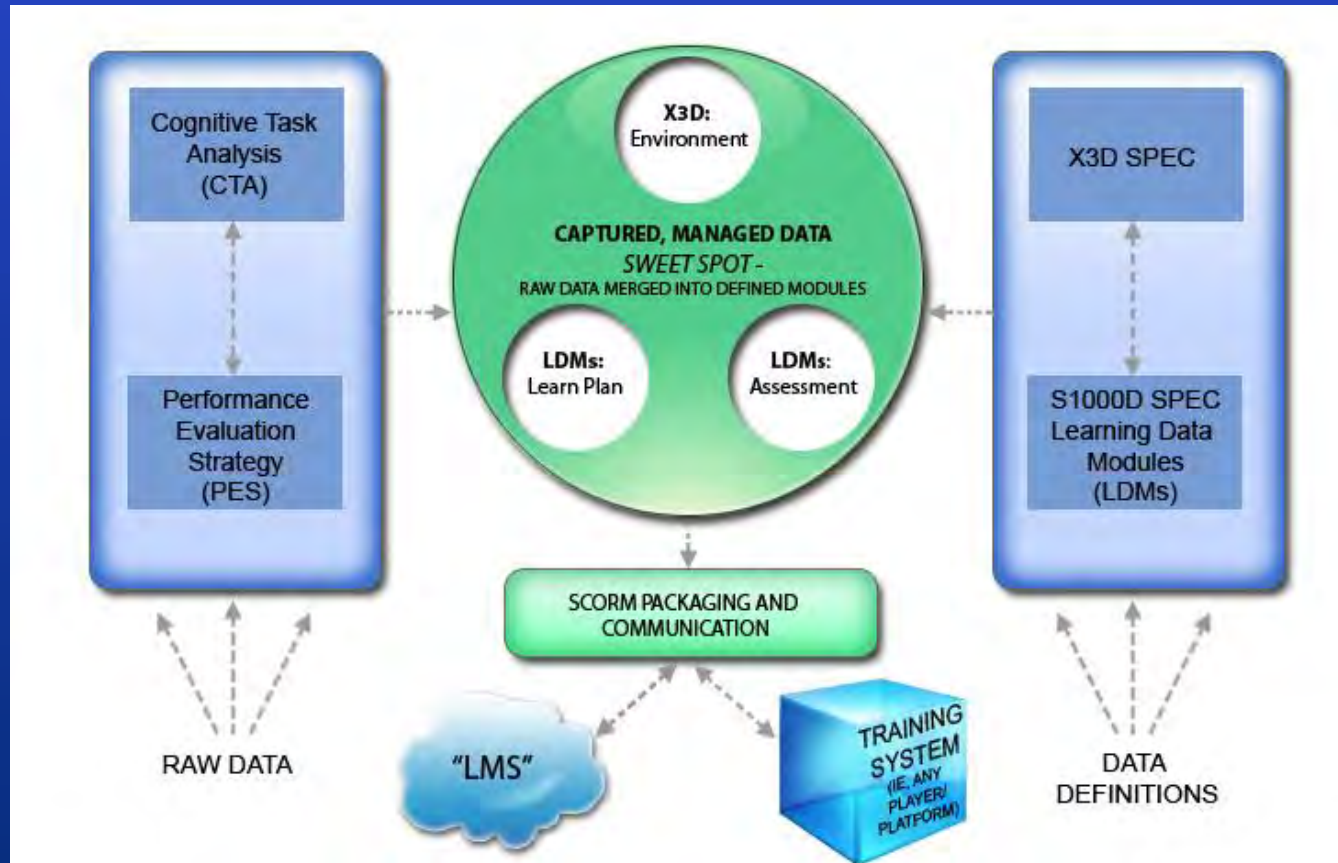 Cognitive Task
Analysis
(CTA)
Performance
Evaluation
Strategy
(PES)
RAW DATA
X3D:
Environment
CAPTURED, MANAGED DATA
SWEET SPOT -
RAW DATA MERGED INTO DEFINED MODULES
LDMs:
Learn Plan
LDMs:
Assessment
SCORM PACKAGING AND
COMMUNICATION
“LMS”
TRAINING
SYSTEM
(IE, ANY
PLAYER/
PLATFORM)
X3D SPEC
S1000D SPEC
Learning Data
Modules
(LDMs)
DATA
DEFINITIONS